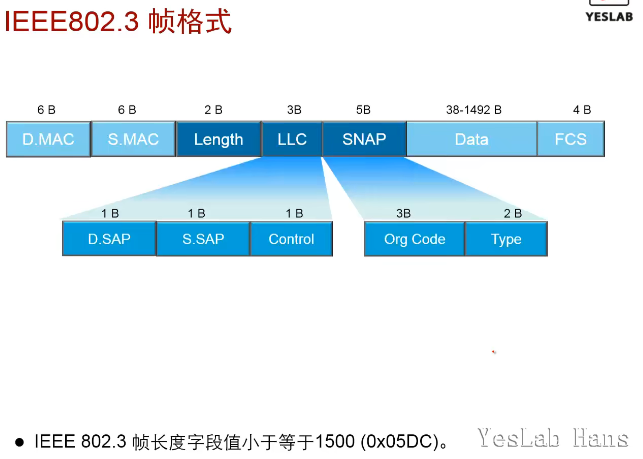 IEEE802.3 帧格式
YESLAB
6 B 6 B 2 B 3B 5B 38-1492 B 4 B
D.MAC S.MAC Length LLC SNAP Data FCS
1 B 1 B 1 B 3B 2 B
D.SAP S.SAP Control Org Code Type
● IEEE 802.3 帧长度字段值小于等于1500 (0x05DC)。
YesLab Hans